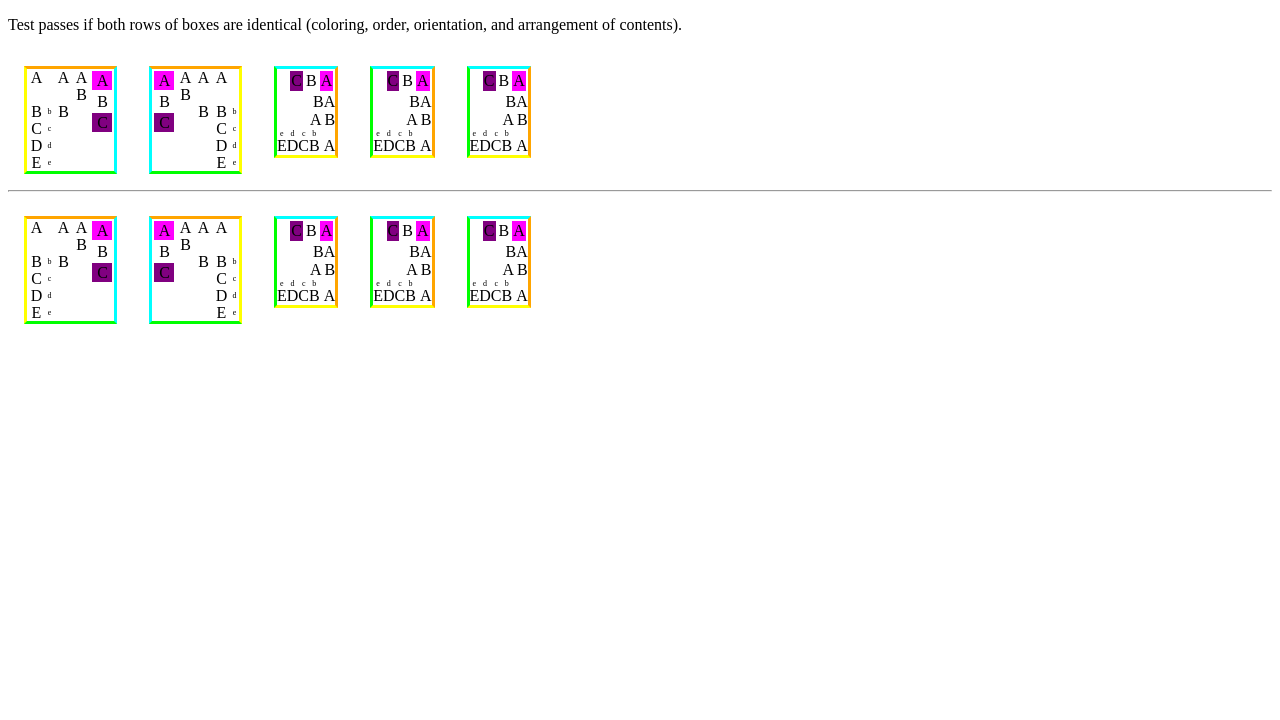 Test passes if both rows of boxes are identical (coloring, order, orientation, and arrangement of contents).
A A A A
B B
B b B
C c C
D d
E e
A A A A
B B
B B b
C C c
D d
E e
C B A
BA
A B
e d c b
EDCB A
C B A
BA
A B
e d c b
EDCB A
C B A
BA
A B
e d c b
EDCB A
A A A A
B B
B b B
C c C
D d
E e
A A A A
B B
B B b
C C c
D d
E e
C B A
BA
A B
e d c b
EDCB A
C B A
BA
A B
e d c b
EDCB A
C B A
BA
A B
e d c b
EDCB A